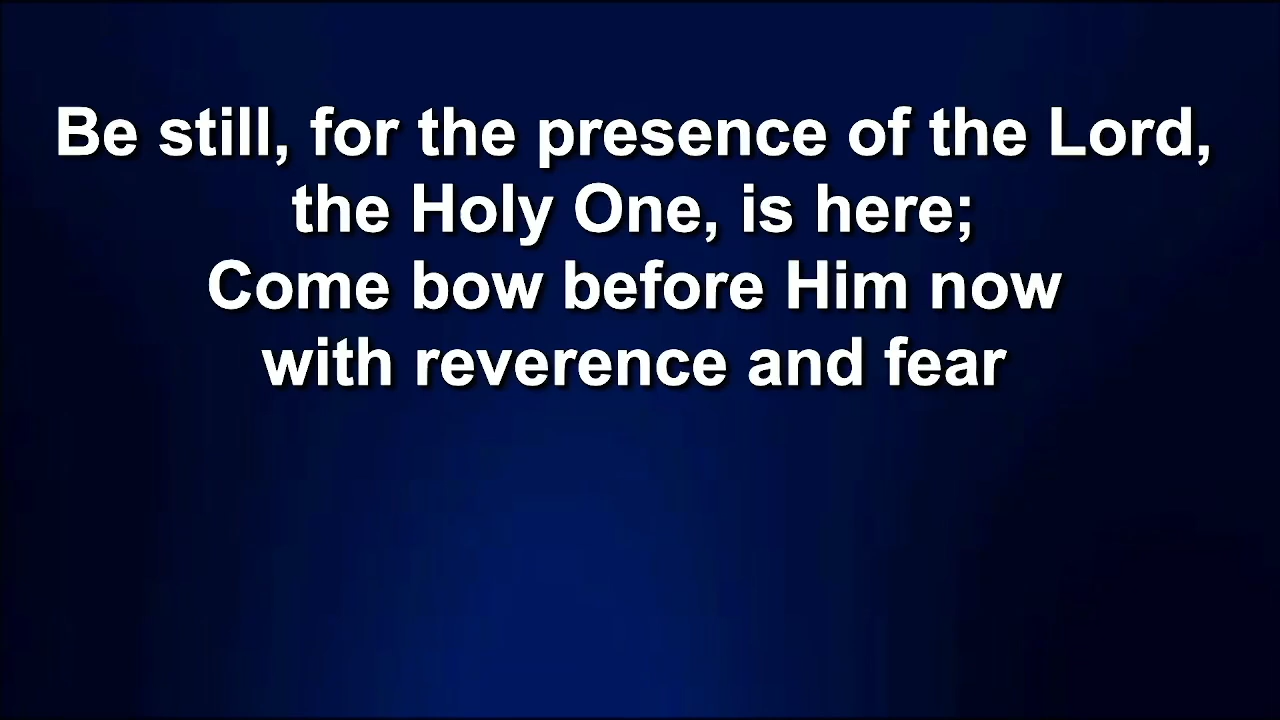 Be still, for the presence of the Lord,
the Holy One, is here;
Come bow before Him now
with reverence and fear